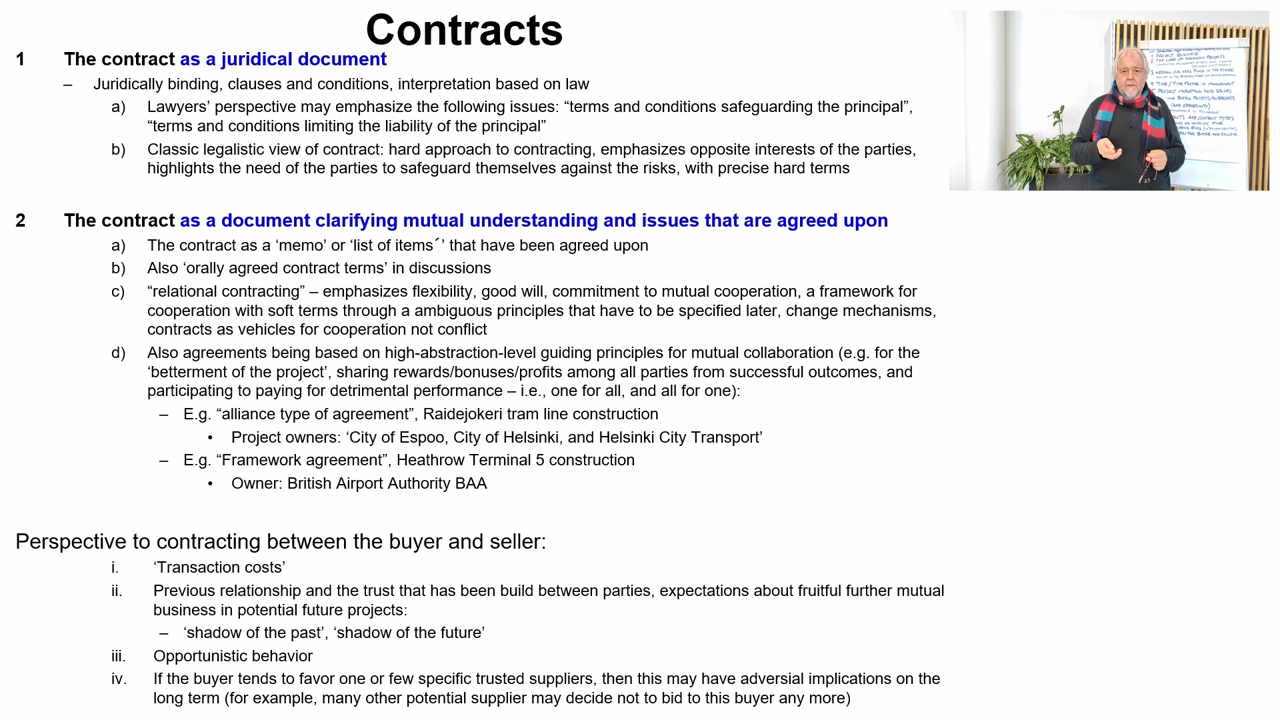 Contracts
1 The contract as a juridical document
– Juridically binding, clauses and conditions, interpretation based on law
a) Lawyers’ perspective may emphasize the following issues: “terms and conditions safeguarding the principal”,
“terms and conditions limiting the liability of the principal”
b) Classic legalistic view of contract: hard approach to contracting, emphasizes opposite interests of the parties,
highlights the need of the parties to safeguard themselves against the risks, with precise hard terms
2 The contract as a document clarifying mutual understanding and issues that are agreed upon
a) The contract as a ‘memo’ or ‘list of items´’ that have been agreed upon
b) Also ‘orally agreed contract terms’ in discussions
c) “relational contracting” – emphasizes flexibility, good will, commitment to mutual cooperation, a framework for
cooperation with soft terms through a ambiguous principles that have to be specified later, change mechanisms,
contracts as vehicles for cooperation not conflict
d) Also agreements being based on high-abstraction-level guiding principles for mutual collaboration (e.g. for the
‘betterment of the project’, sharing rewards/bonuses/profits among all parties from successful outcomes, and
participating to paying for detrimental performance – i.e., one for all, and all for one):
– E.g. “alliance type of agreement”, Raidejokeri tram line construction
• Project owners: ‘City of Espoo, City of Helsinki, and Helsinki City Transport’
– E.g. “Framework agreement”, Heathrow Terminal 5 construction
• Owner: British Airport Authority BAA
Perspective to contracting between the buyer and seller:
i. ‘Transaction costs’
ii. Previous relationship and the trust that has been build between parties, expectations about fruitful further mutual
business in potential future projects:
– ‘shadow of the past’, ‘shadow of the future’
iii. Opportunistic behavior
iv. If the buyer tends to favor one or few specific trusted suppliers, then this may have adversial implications on the
long term (for example, many other potential supplier may decide not to bid to this buyer any more)